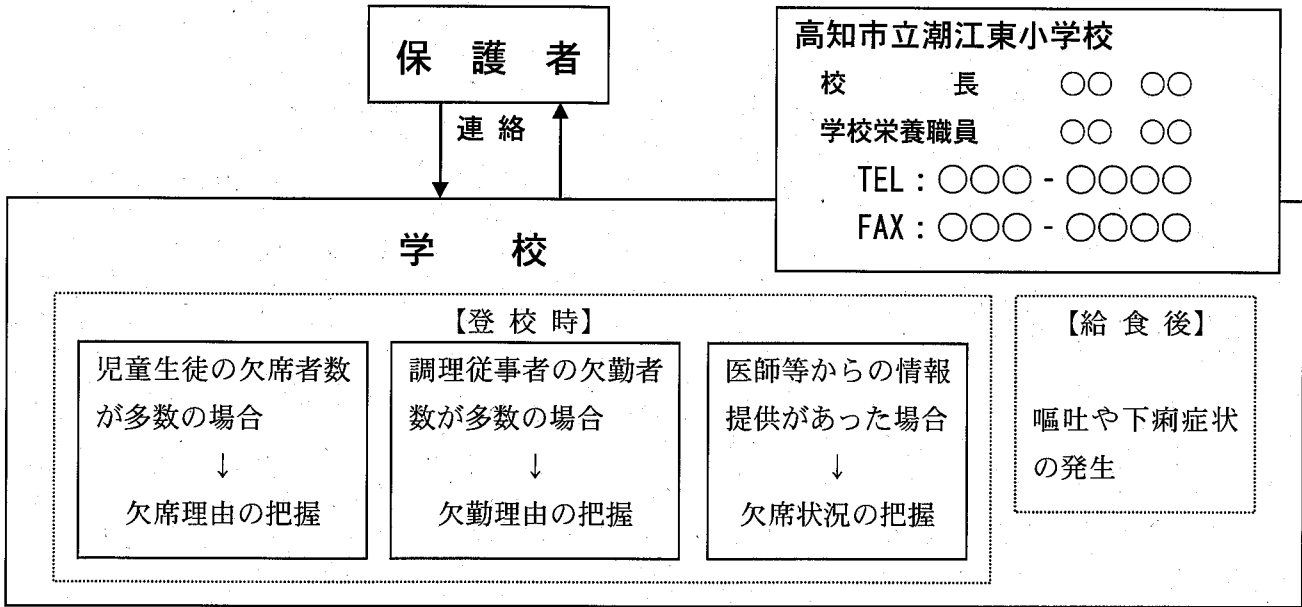 保 護 者
連 絡
高知市立潮江東小学校
校 長 ○○ ○○
学校栄養職員 ○○ ○○
TEL：○○○-○○○○
FAX：○○○-○○○○
学 校
【登 校 時】
児童生徒の欠席者数
が多数の場合
↓
欠席理由の把握
調理従事者の欠勤者
数が多数の場合
↓
欠勤理由の把握
医師等からの情報
提供があった場合
↓
欠席状況の把握
【給 食 後】
嘔吐や下痢症状
の発生